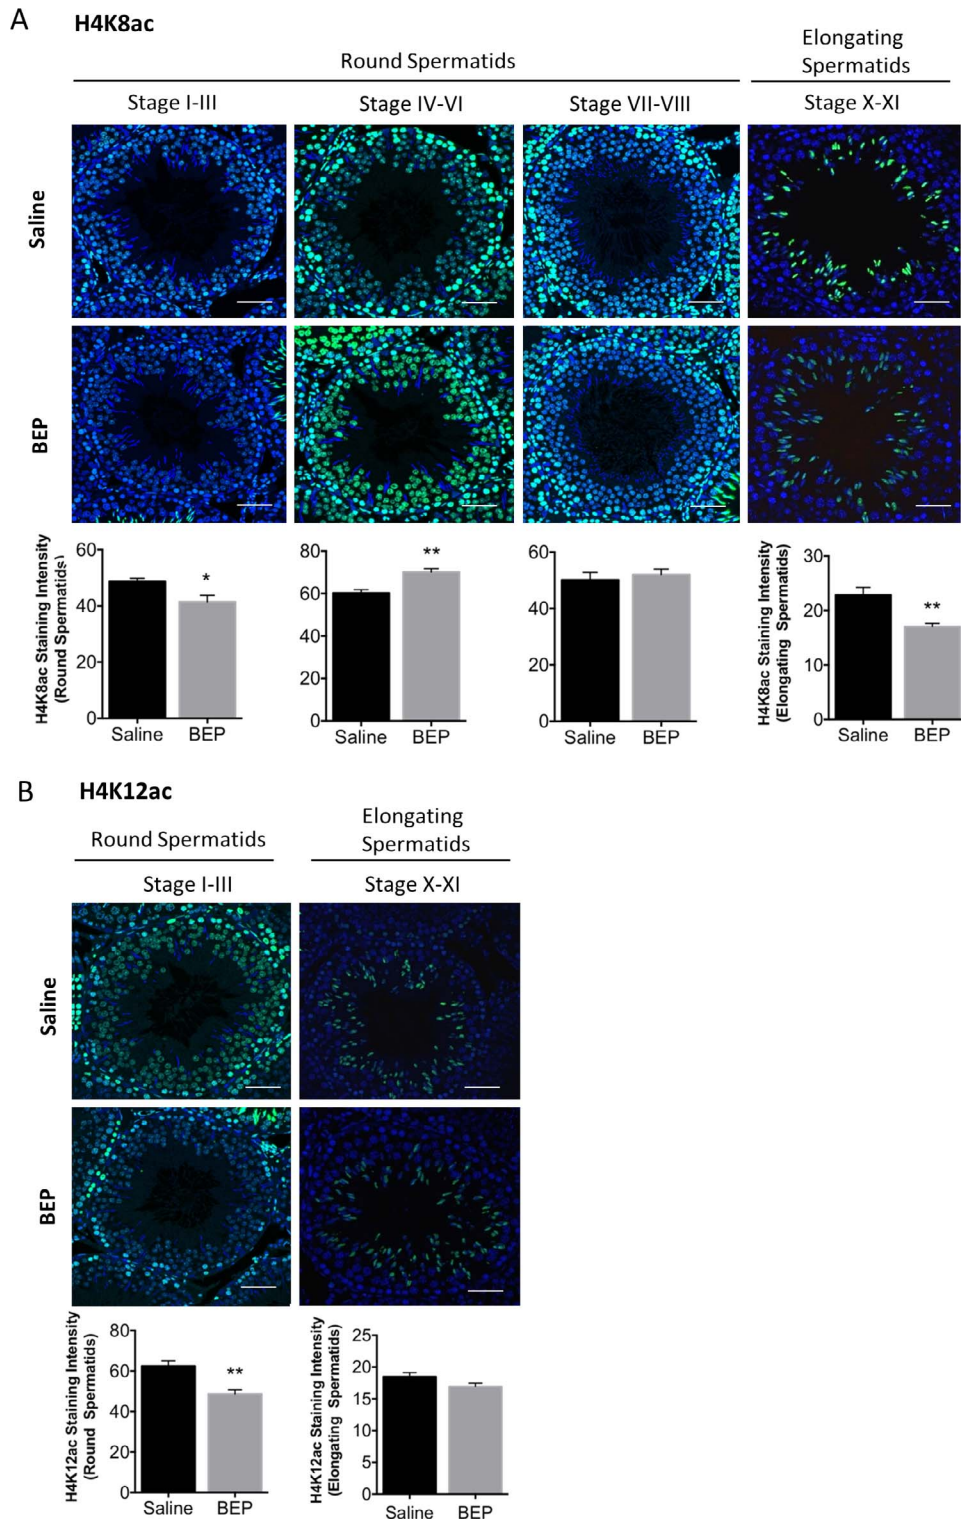 A
H4K8ac
Round Spermatids
Elongating
Spermatids
Stage I-III
Stage IV-VI
Stage VII-VIII
Stage X-XI
Saline
BEP
H4K8ac Staining Intensity
(Round Spermatids)
60
40
20
0
*
Saline
BEP
80
60
40
20
0
**
Saline
BEP
60
40
20
0
Saline
BEP
H4K8ac Staining Intensity
(Elongating Spermatids)
30
20
10
0
**
Saline
BEP
B
H4K12ac
Round Spermatids
Elongating
Spermatids
Stage I-III
Stage X-XI
Saline
BEP
H4K12ac Staining Intensity
(Round Spermatids)
80
60
40
20
0
**
Saline
BEP
H4K12ac Staining Intensity
(Elongating Spermatids)
25
20
15
10
5
0
Saline
BEP